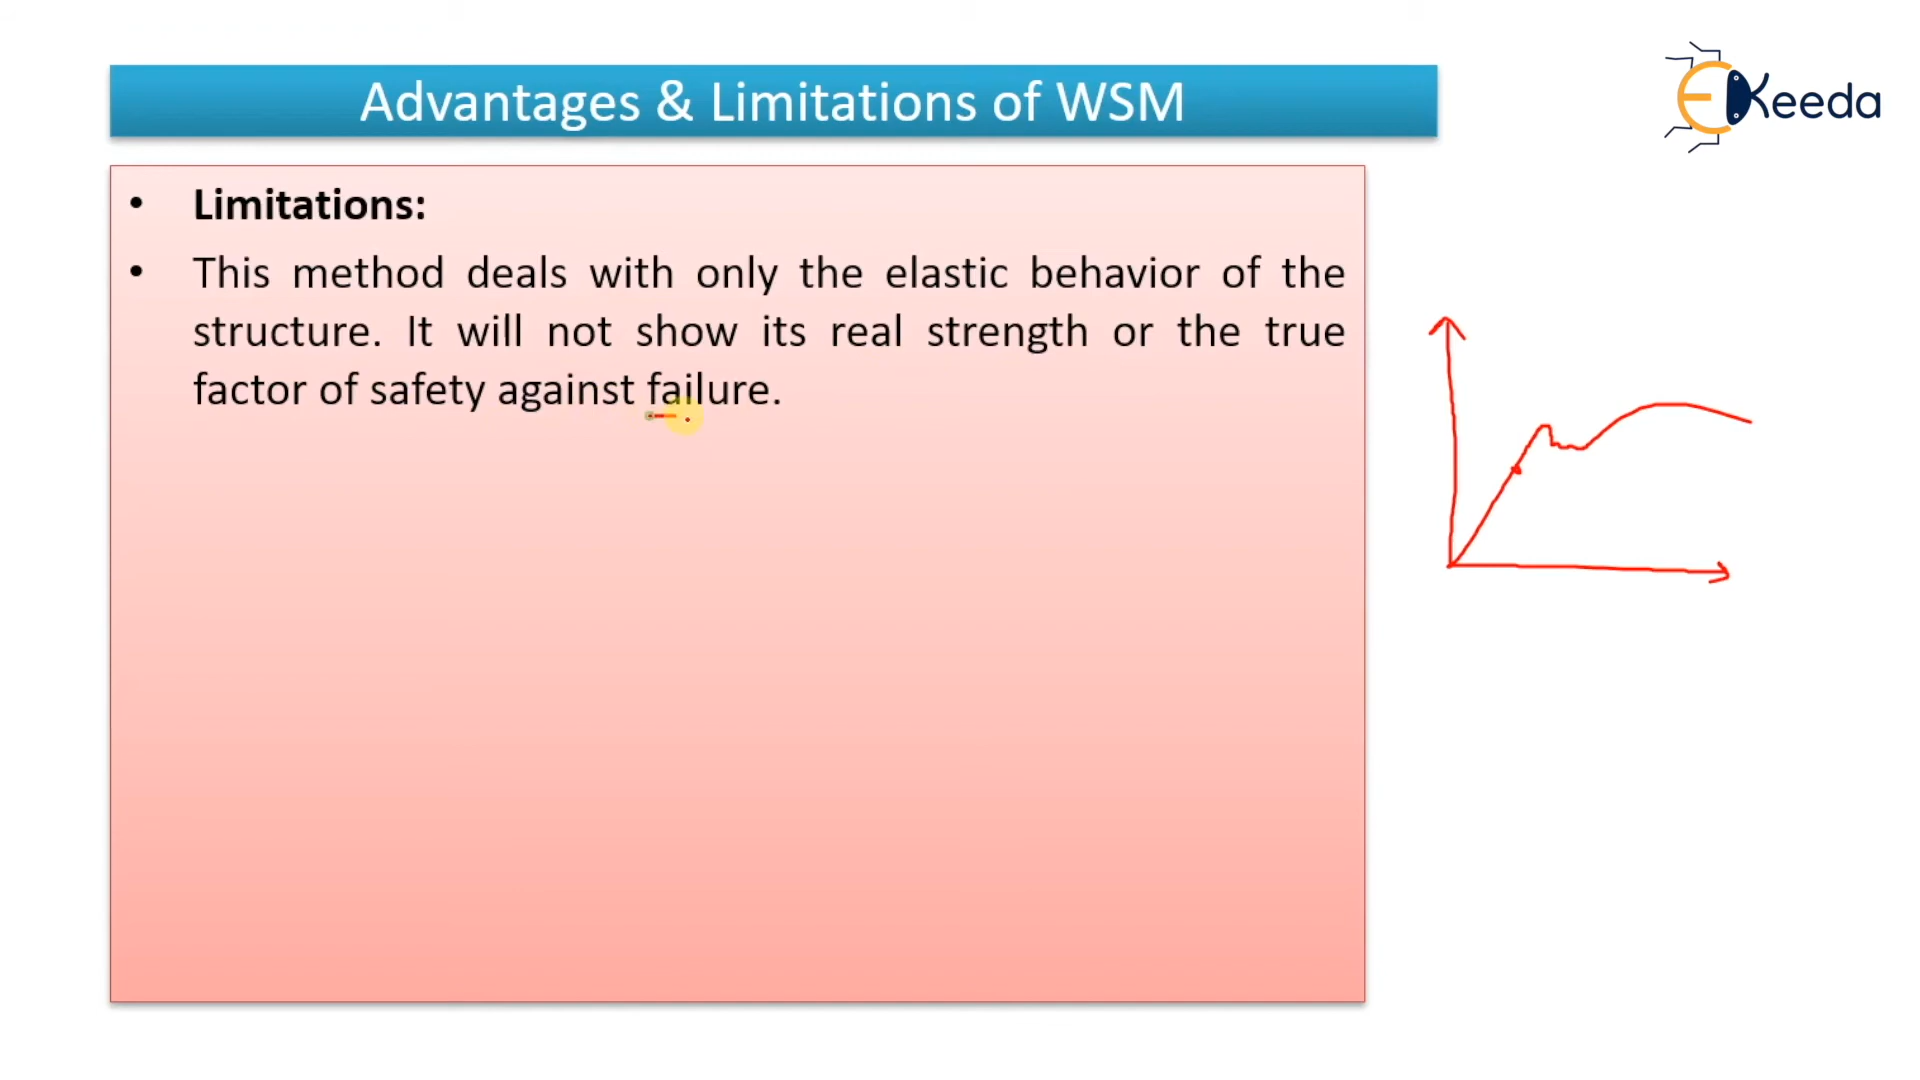 Advantages & Limitations of WSM
EKeeda
• Limitations:
• This method deals with only the elastic behavior of the
structure. It will not show its real strength or the true
factor of safety against failure.